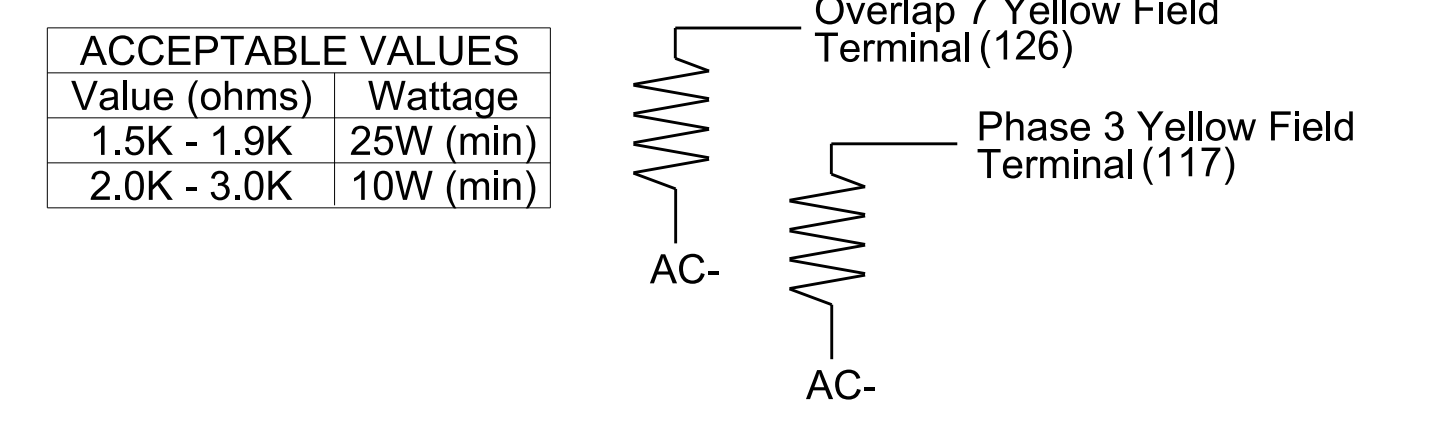 ACCEPTABLE VALUES
Value (ohms) Wattage
1.5K - 1.9K 25W (min)
2.0K - 3.0K 10W (min)
Overlap 7 Yellow Field
Terminal (126)
AC-
Phase 3 Yellow Field
Terminal (117)
AC-